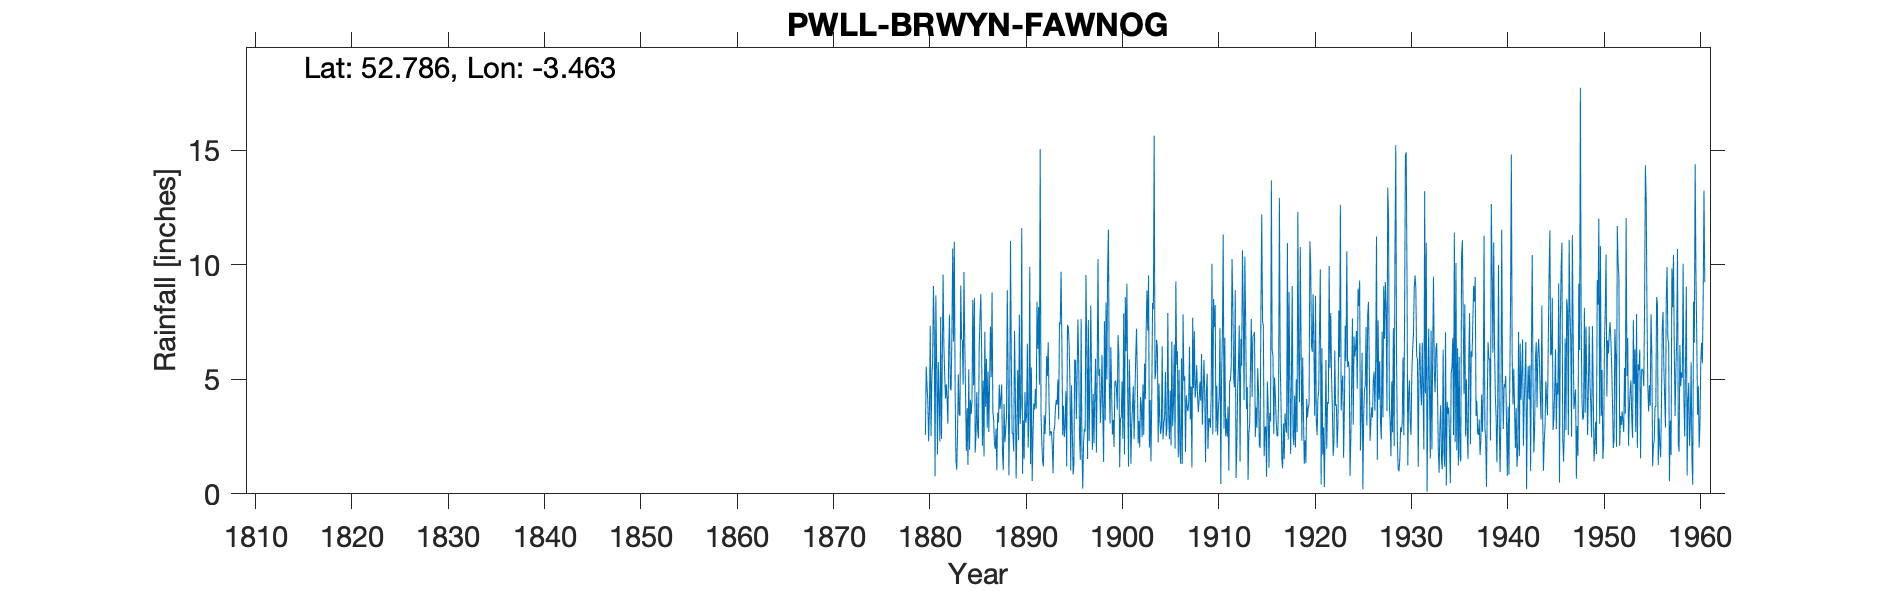 PWLL-BRWYN-FAWNOG
Lat: 52.786, Lon: -3.463
Rainfall [inches]
15
10
5
0
1810 1820 1830 1840 1850 1860 1870 1880 1890 1900 1910 1920 1930 1940 1950 1960
Year